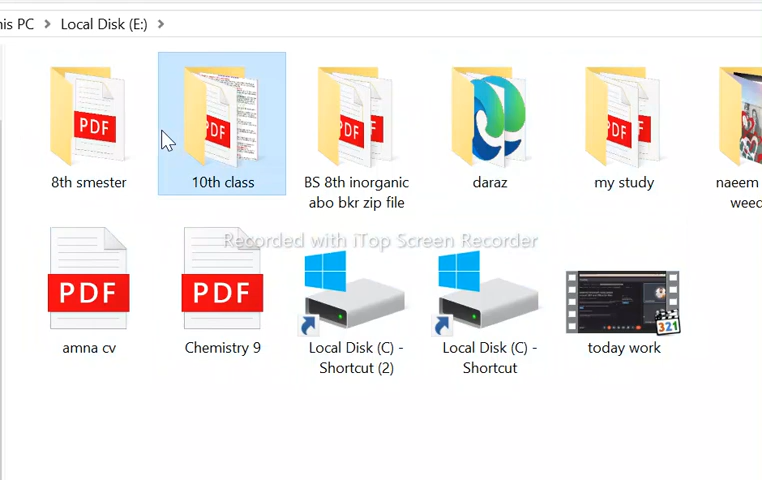 his PC > Local Disk (E:) >
8th smester
10th class
BS 8th inorganic
abo bkr zip file
daraz
my study
naeem
weed
Recorded with iTop Screen Recorder
PDF
amna cv
PDF
Chemistry 9
Local Disk (C) -
Shortcut (2)
Local Disk (C) -
Shortcut
321
today work
PDF
PDF
PDF
PDF